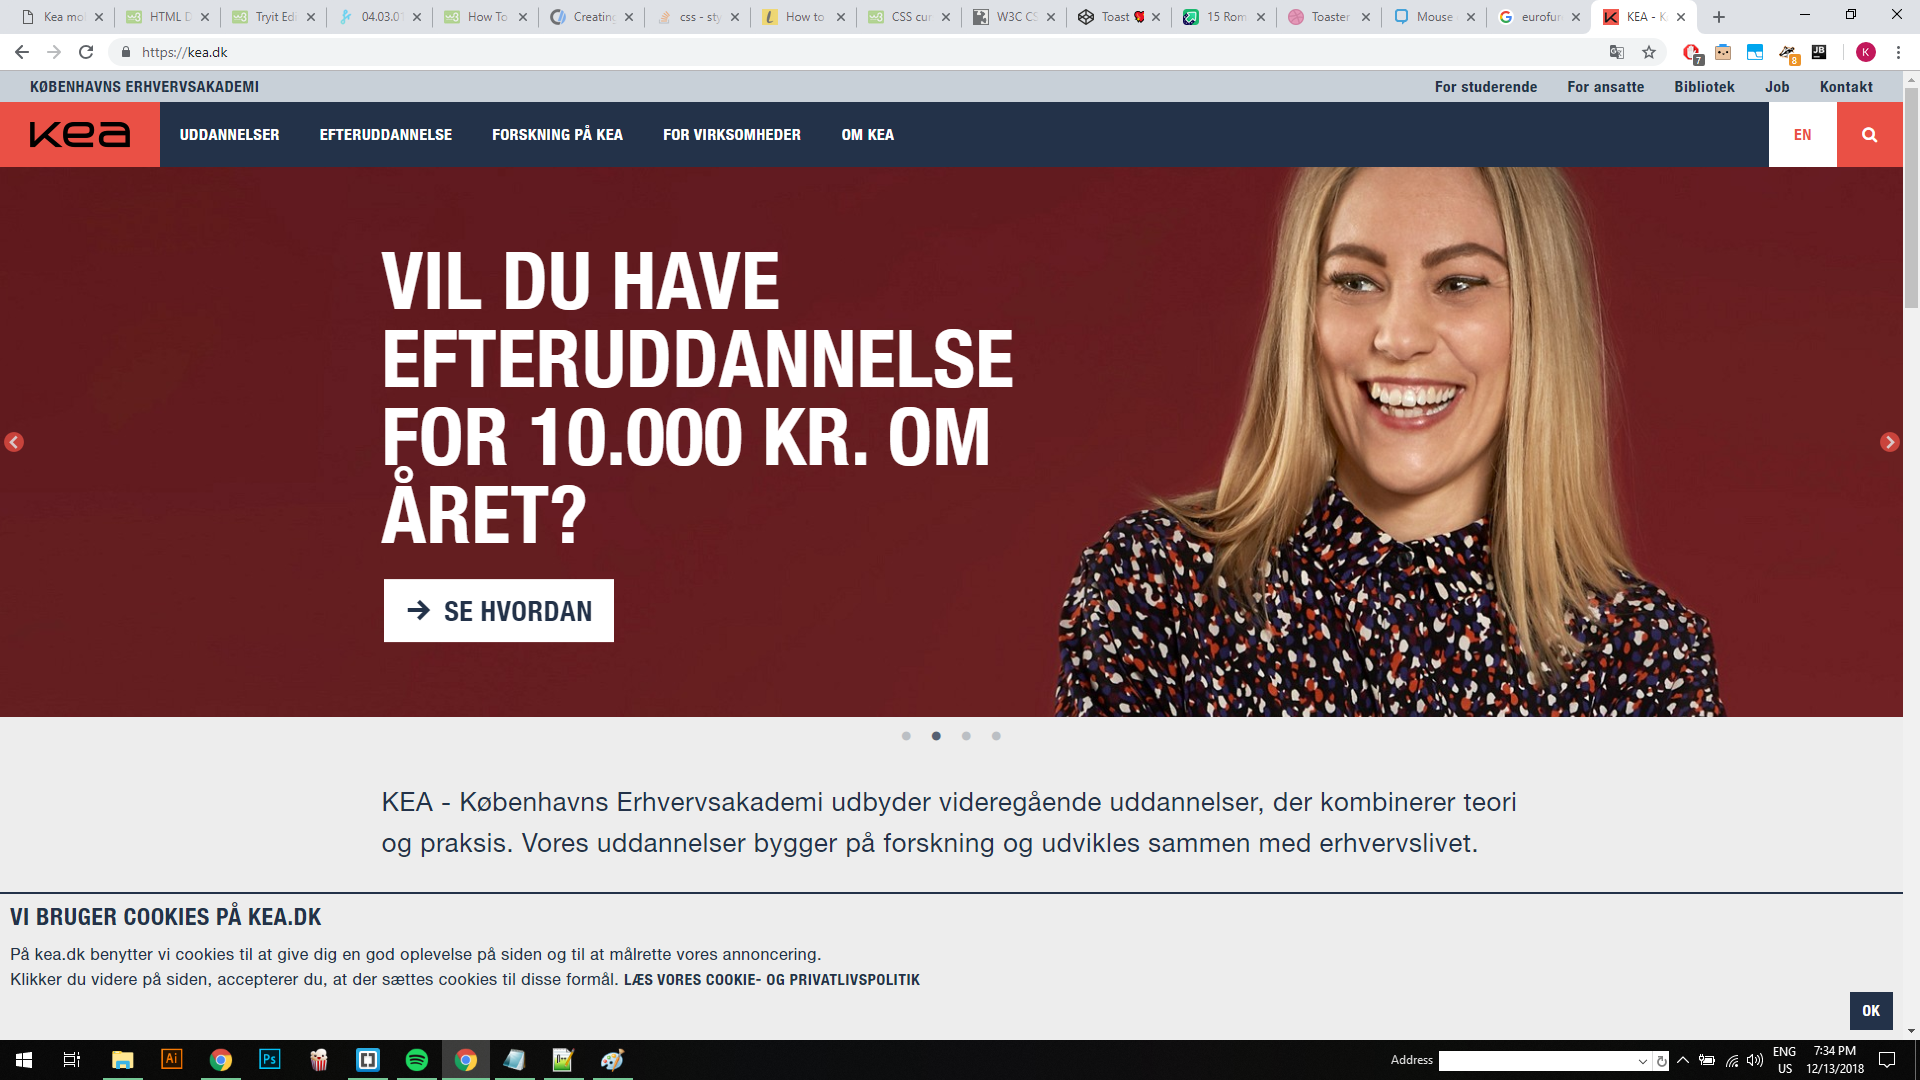 Kea mo
HTML D
Tryit Edi
04.03.01
How To
Creating
css - sty
How to
CSS cur
W3C CS
Toast
15 Rom
Toaster
Mouse
eurofun
KEA - K
https://kea.dk
7
8
JB
K
KØBENHAVNS ERHVERVSAKADEMI
For studerende
For ansatte
Bibliotek
Job
Kontakt
kea
UDDANNELSER
EFTERUDDANNELSE
FORSKNING PÅ KEA
FOR VIRKSOMHEDER
OM KEA
EN
VIL DU HAVE
EFTERUDDANNELSE
FOR 10.000 KR. OM
ÅRET?
SE HVORDAN
KEA - Københavns Erhvervsakademi udbyder videregående uddannelser, der kombinerer teori
og praksis. Vores uddannelser bygger på forskning og udvikles sammen med erhvervslivet.
VI BRUGER COOKIES PÅ KEA.DK
På kea.dk benytter vi cookies til at give dig en god oplevelse på siden og til at målrette vores annoncering.
Klikker du videre på siden, accepterer du, at der sættes cookies til disse formål. LÆS VORES COOKIE- OG PRIVATLIVSPOLITIK
OK
Ai
Ps
Address
ENG
US
7:34 PM
12/13/2018